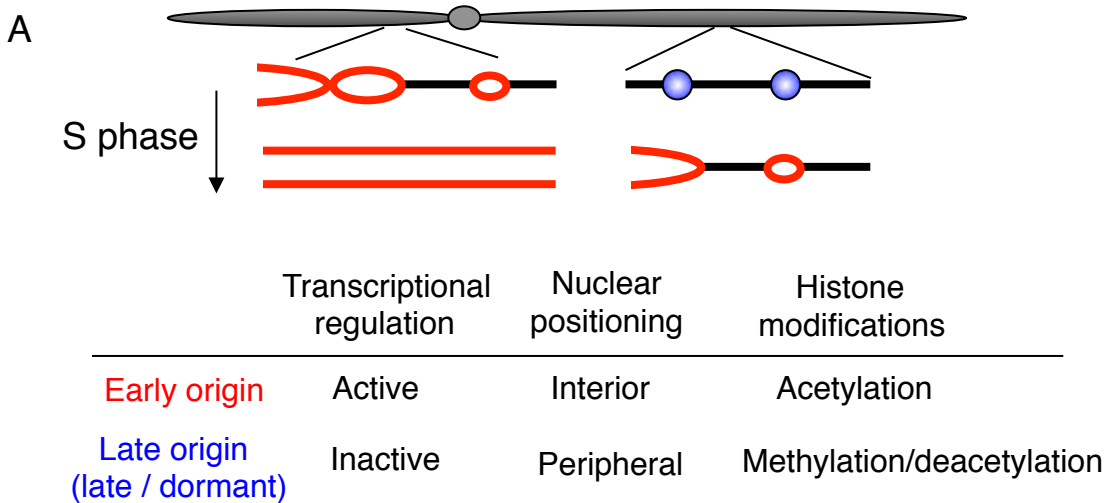 A
S phase
Transcriptional
regulation
Nuclear
positioning
Histone
modifications
Early origin
Active
Interior
Acetylation
Late origin
(late / dormant)
Inactive
Peripheral
Methylation/deacetylation